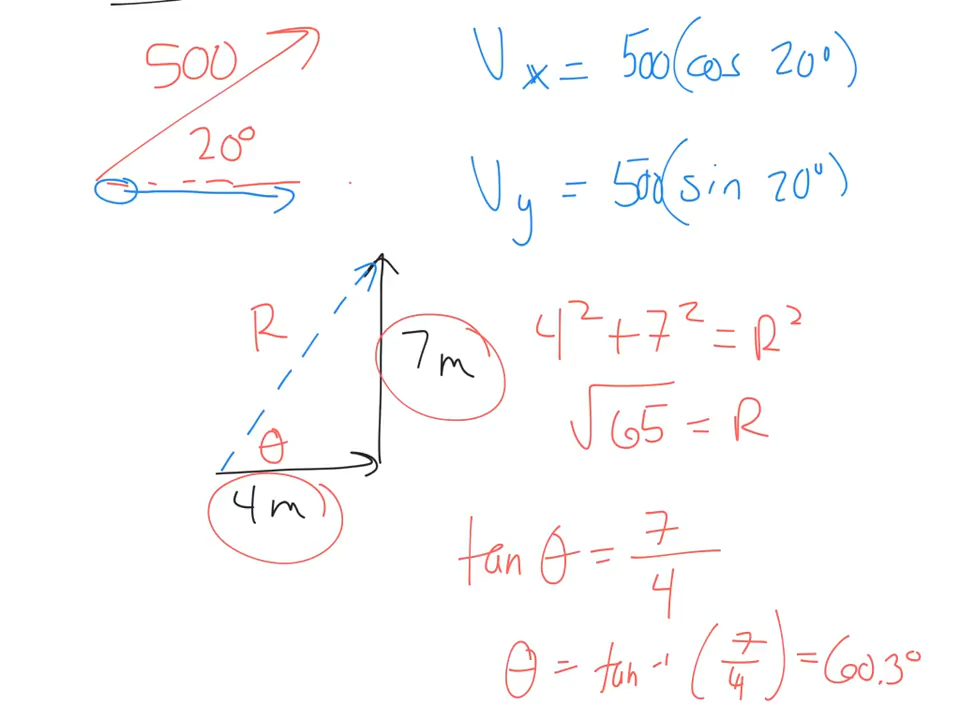 500
20°
Vx = 500(cos 20°)
Vy = 500(sin 20°)
R
7m
θ
4m
4² + 7² = R²
√65 = R
tan θ = 7/4
θ = tan⁻¹ (7/4) = 60.3°